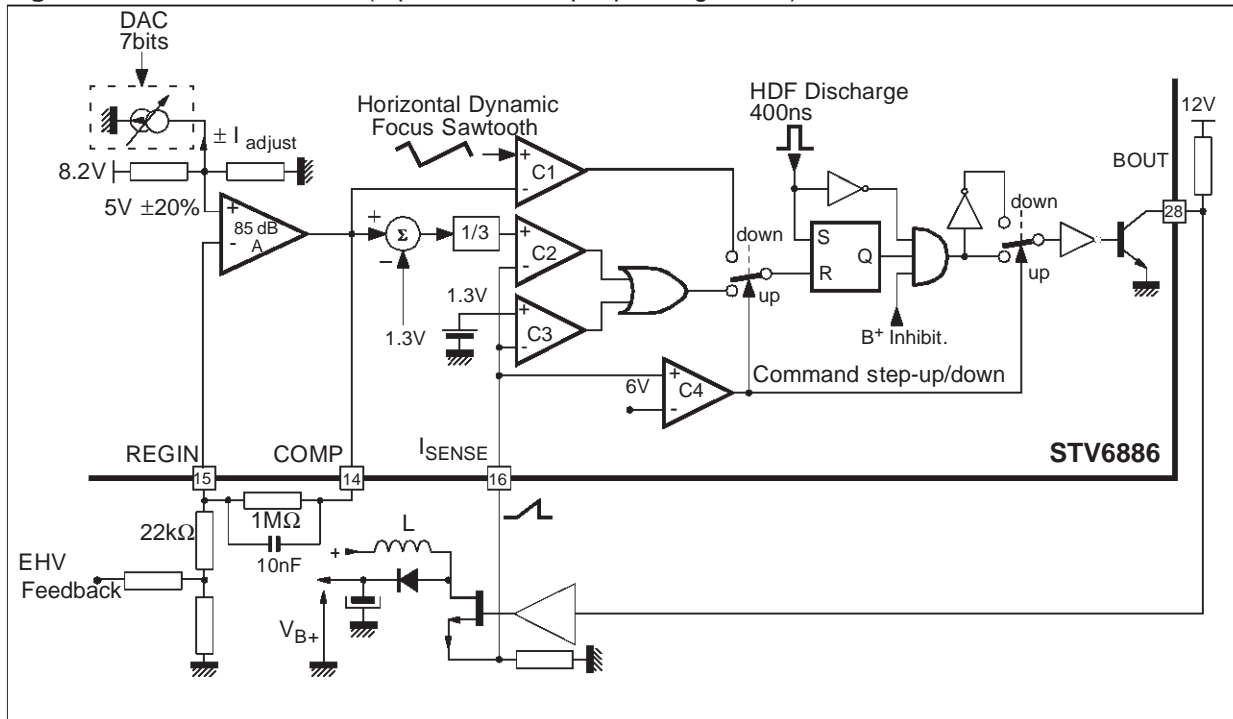 DAC
7bits
Horizontal Dynamic
Focus Sawtooth
HDF Discharge
400ns
12V
± I adjust
8.2V
5V ±20%
+
85 dB
A
-
+
Σ
−
1.3V
1/3
+
C1
-
+
C2
-
1.3V
+
C3
-
down
up
S
R
Q
B+ Inhibit.
down
up
BOUT
28
6V
+
C4
-
Command step-up/down
REGIN
COMP
ISENSE
STV6886
15
14
16
1MΩ
10nF
22kΩ
EHV
Feedback
L
+
VB+